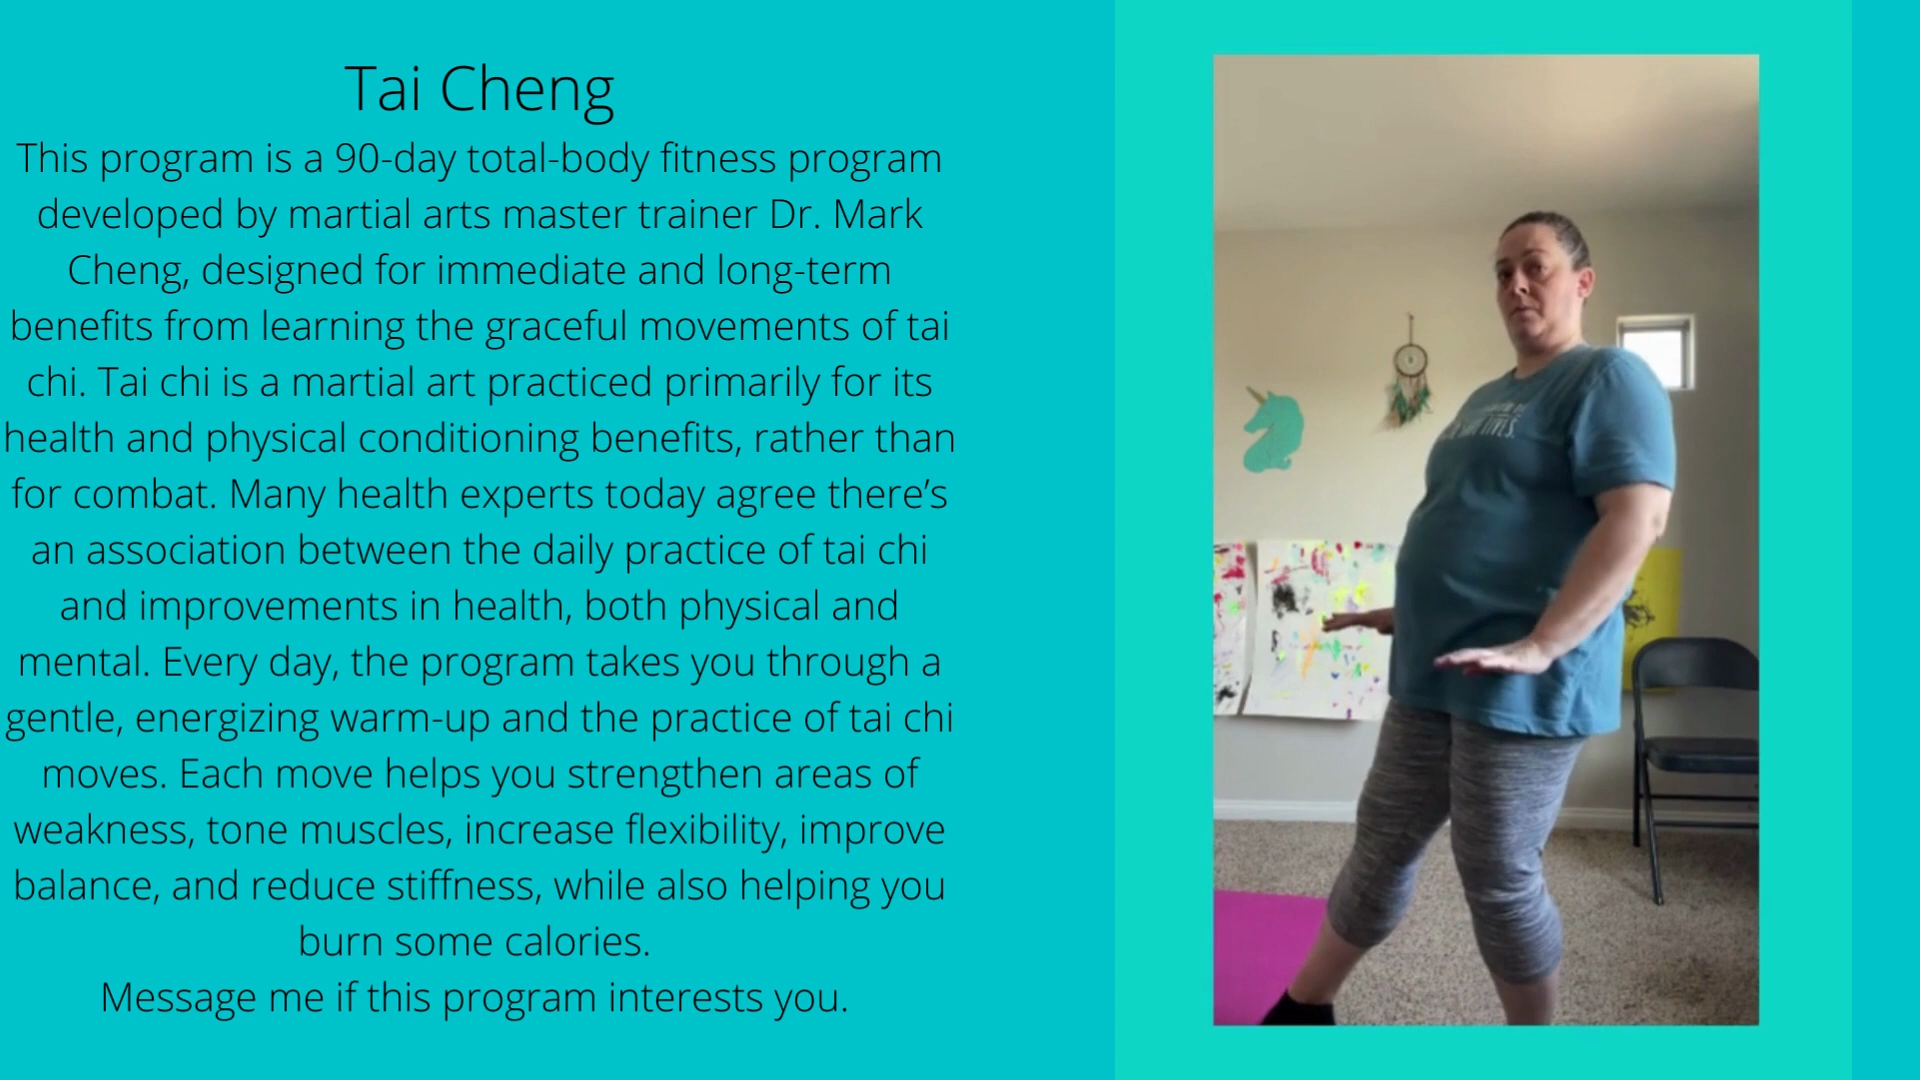 Tai Cheng
This program is a 90-day total-body fitness program
developed by martial arts master trainer Dr. Mark
Cheng, designed for immediate and long-term
benefits from learning the graceful movements of tai
chi. Tai chi is a martial art practiced primarily for its
health and physical conditioning benefits, rather than
for combat. Many health experts today agree there’s
an association between the daily practice of tai chi
and improvements in health, both physical and
mental. Every day, the program takes you through a
gentle, energizing warm-up and the practice of tai chi
moves. Each move helps you strengthen areas of
weakness, tone muscles, increase flexibility, improve
balance, and reduce stiffness, while also helping you
burn some calories.
Message me if this program interests you.